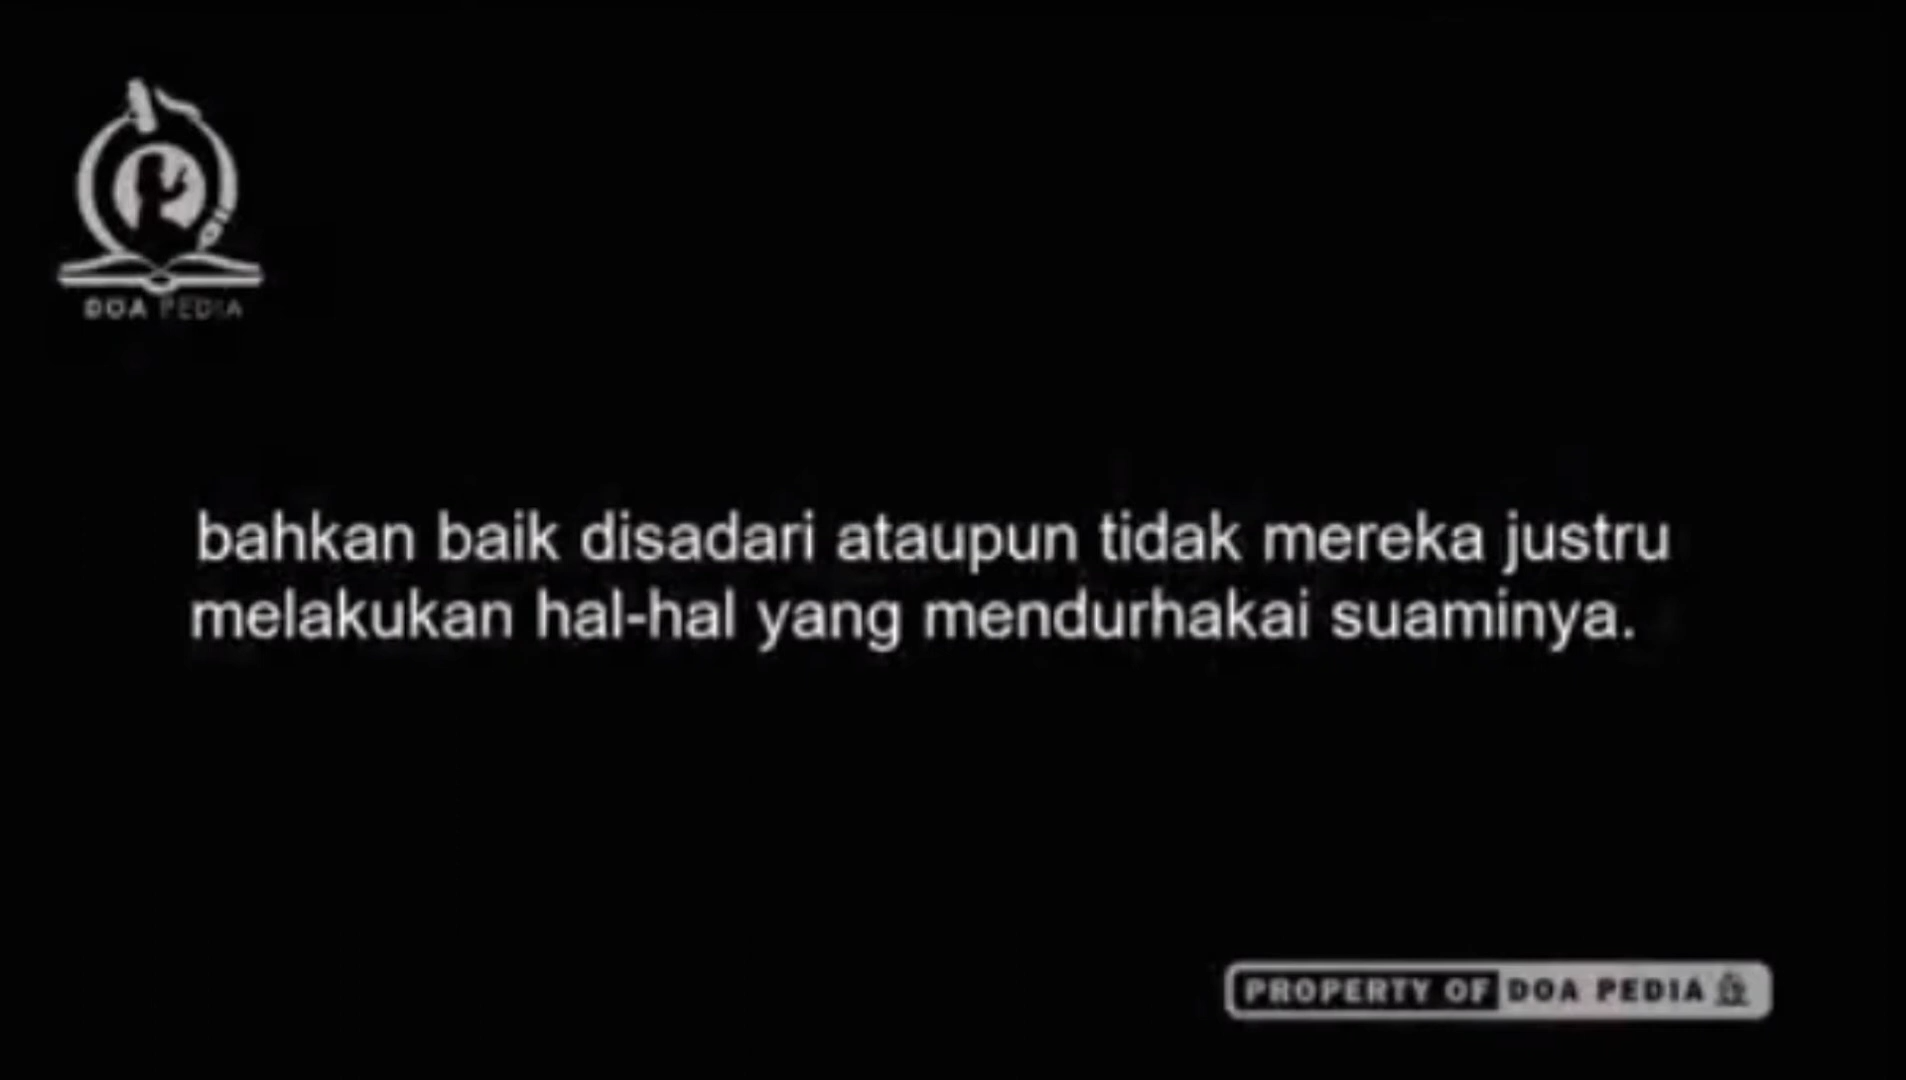 DOA PEDIA
bahkan baik disadari ataupun tidak mereka justru
melakukan hal-hal yang mendurhakai suaminya.
PROPERTY OF DOA PEDIA